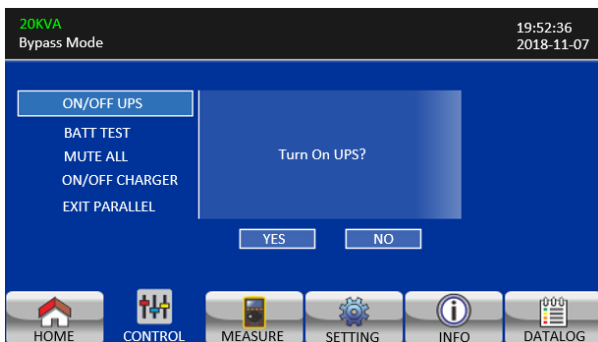 20KVA
Bypass Mode
19:52:36
2018-11-07
ON/OFF UPS
BATT TEST
MUTE ALL
ON/OFF CHARGER
EXIT PARALLEL
Turn On UPS?
YES NO
HOME CONTROL MEASURE SETTING INFO DATALOG